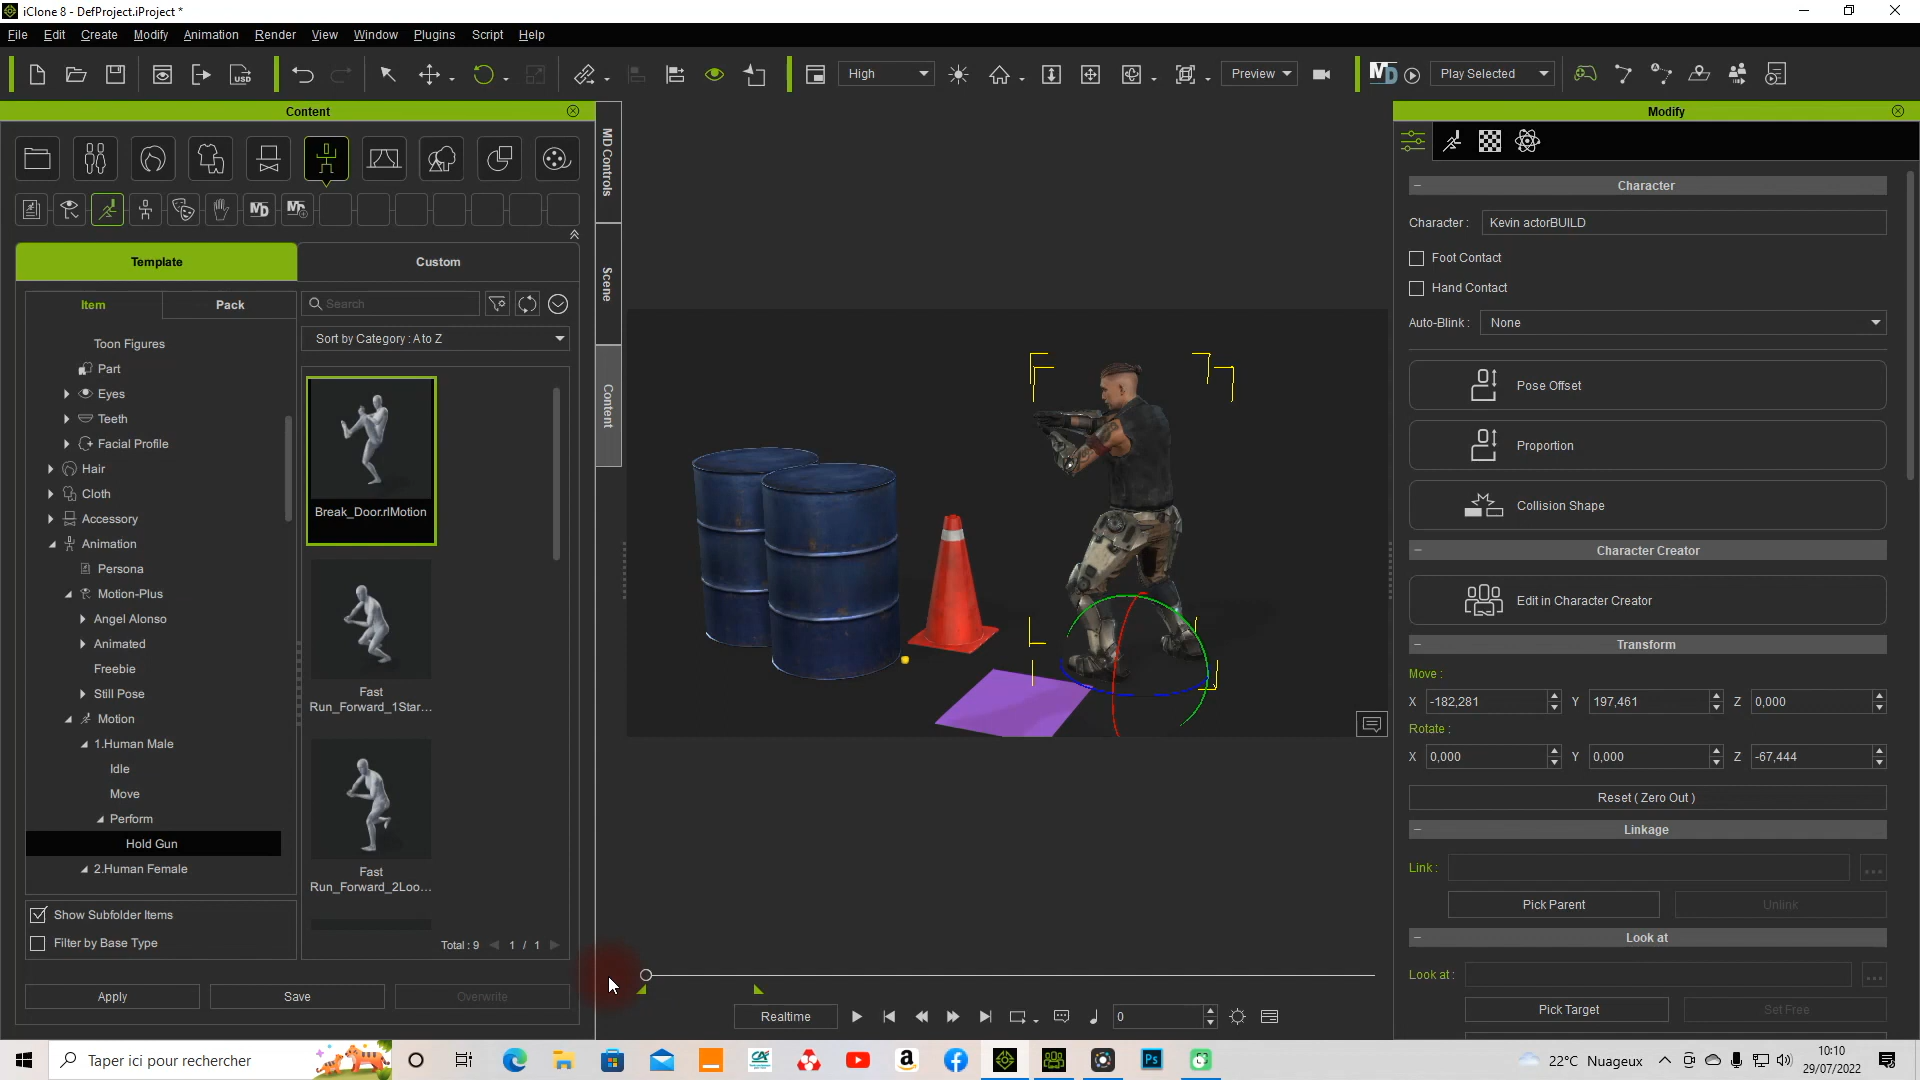 iClone 8 - DefProject.iProject *
File Edit Create Modify Animation Render View Window Plugins Script Help
USD High Preview MD Play Selected
Content
MD MD
Template Custom
Item Pack Search
Sort by Category : A to Z
Toon Figures
Part
Eyes
Teeth
Facial Profile
Hair
Cloth
Accessory
Animation
Persona
Motion-Plus
Angel Alonso
Animated
Freebie
Still Pose
Motion
1.Human Male
Idle
Move
Perform
Hold Gun
2.Human Female
Show Subfolder Items
Filter by Base Type
Break_Door.rlMotion
Fast
Run_Forward_1Star...
Fast
Run_Forward_2Loo...
Total : 9 1 / 1
Apply Save Overwrite
MD Controls
Scene
Content
Realtime 0
Modify
Character
Character : Kevin actorBUILD
Foot Contact
Hand Contact
Auto-Blink : None
Pose Offset
Proportion
Collision Shape
Character Creator
Edit in Character Creator
Transform
Move :
X -182,281 Y 197,461 Z 0,000
Rotate :
X 0,000 Y 0,000 Z -67,444
Reset ( Zero Out )
Linkage
Link : ...
Pick Parent Unlink
Look at
Look at : ...
Pick Target Set Free
Taper ici pour rechercher
CA Ps
22°C Nuageux
10:10
29/07/2022